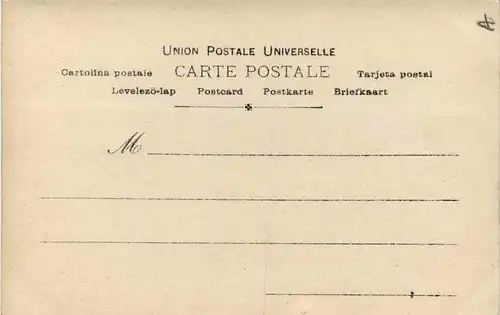 UNION POSTALE UNIVERSELLE
Cartolina postale CARTE POSTALE Tarjeta postal
Levelezö-lap Postcard Postkarte Briefkaart
M